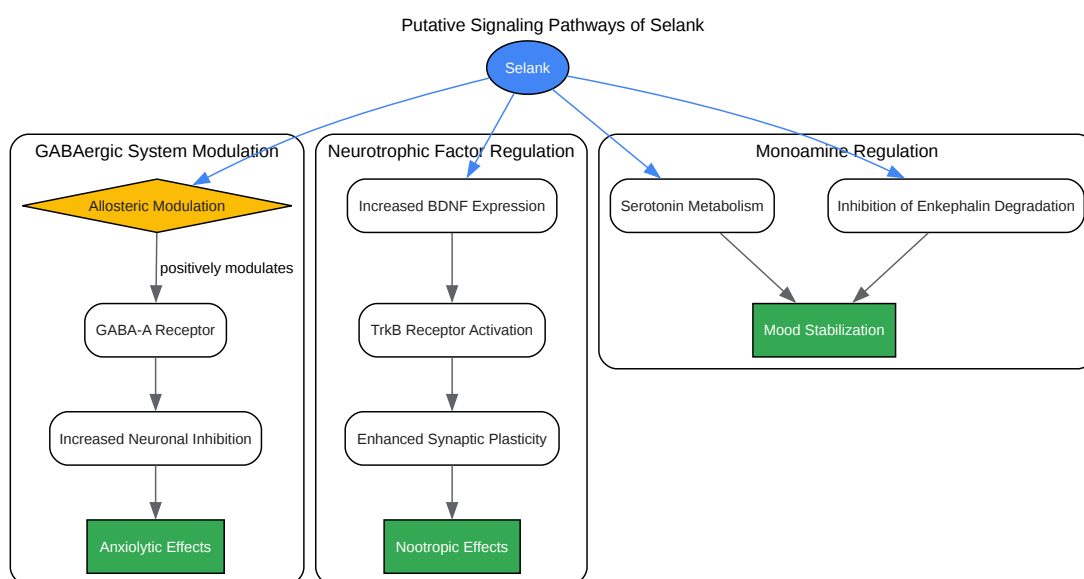 Putative Signaling Pathways of Selank
Selank
GABAergic System Modulation
Neurotrophic Factor Regulation
Monoamine Regulation
Allosteric Modulation
Increased BDNF Expression
Serotonin Metabolism
Inhibition of Enkephalin Degradation
positively modulates
GABA-A Receptor
TrkB Receptor Activation
Mood Stabilization
Increased Neuronal Inhibition
Enhanced Synaptic Plasticity
Anxiolytic Effects
Nootropic Effects